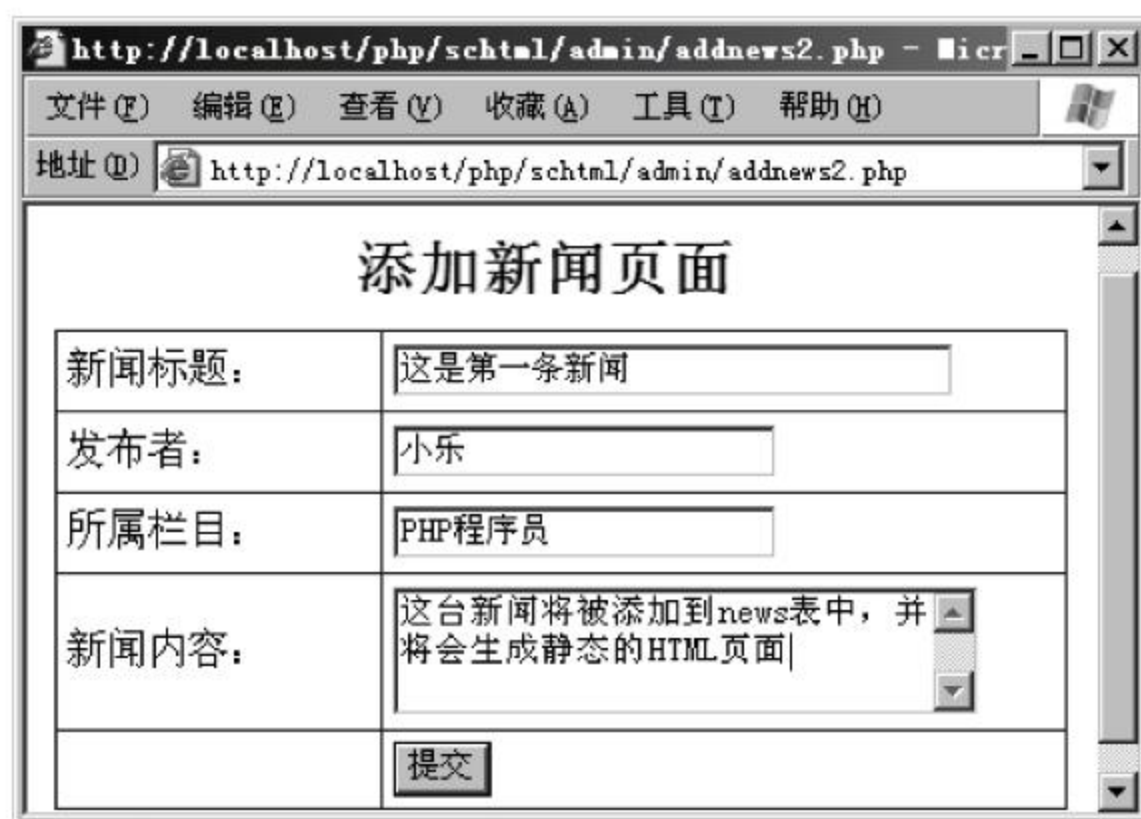 http://localhost/php/schtml/admin/addnews2.php - Micr
文件(F) 编辑(E) 查看(V) 收藏(A) 工具(T) 帮助(H)
地址(D) http://localhost/php/schtml/admin/addnews2.php
添加新闻页面
新闻标题： 这是第一条新闻
发布者： 小乐
所属栏目： PHP程序员
新闻内容： 这台新闻将被添加到news表中，并
将会生成静态的HTML页面
提交